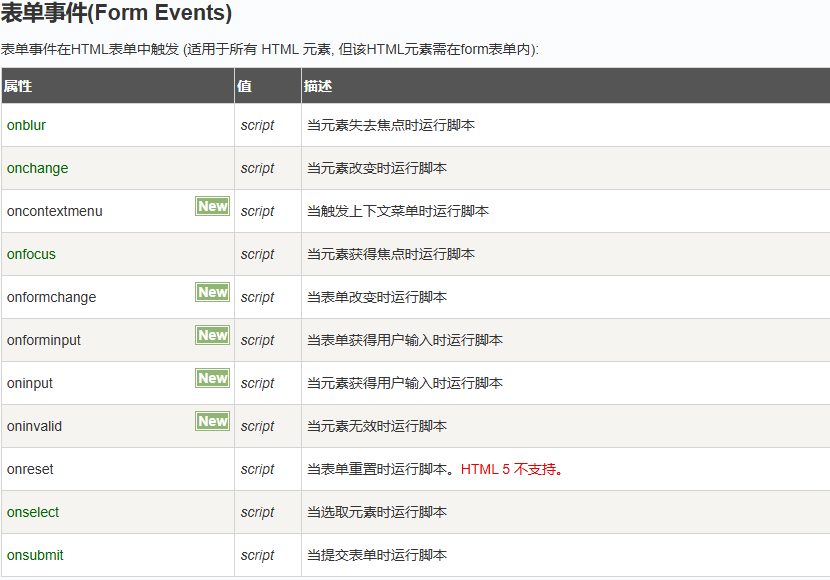 表单事件(Form Events)
表单事件在HTML表单中触发 (适用于所有 HTML 元素, 但该HTML元素需在form表单内):
属性 值 描述
onblur script 当元素失去焦点时运行脚本
onchange script 当元素改变时运行脚本
oncontextmenu New script 当触发上下文菜单时运行脚本
onfocus script 当元素获得焦点时运行脚本
onformchange New script 当表单改变时运行脚本
onforminput New script 当表单获得用户输入时运行脚本
oninput New script 当元素获得用户输入时运行脚本
oninvalid New script 当元素无效时运行脚本
onreset script 当表单重置时运行脚本。HTML 5 不支持。
onselect script 当选取元素时运行脚本
onsubmit script 当提交表单时运行脚本